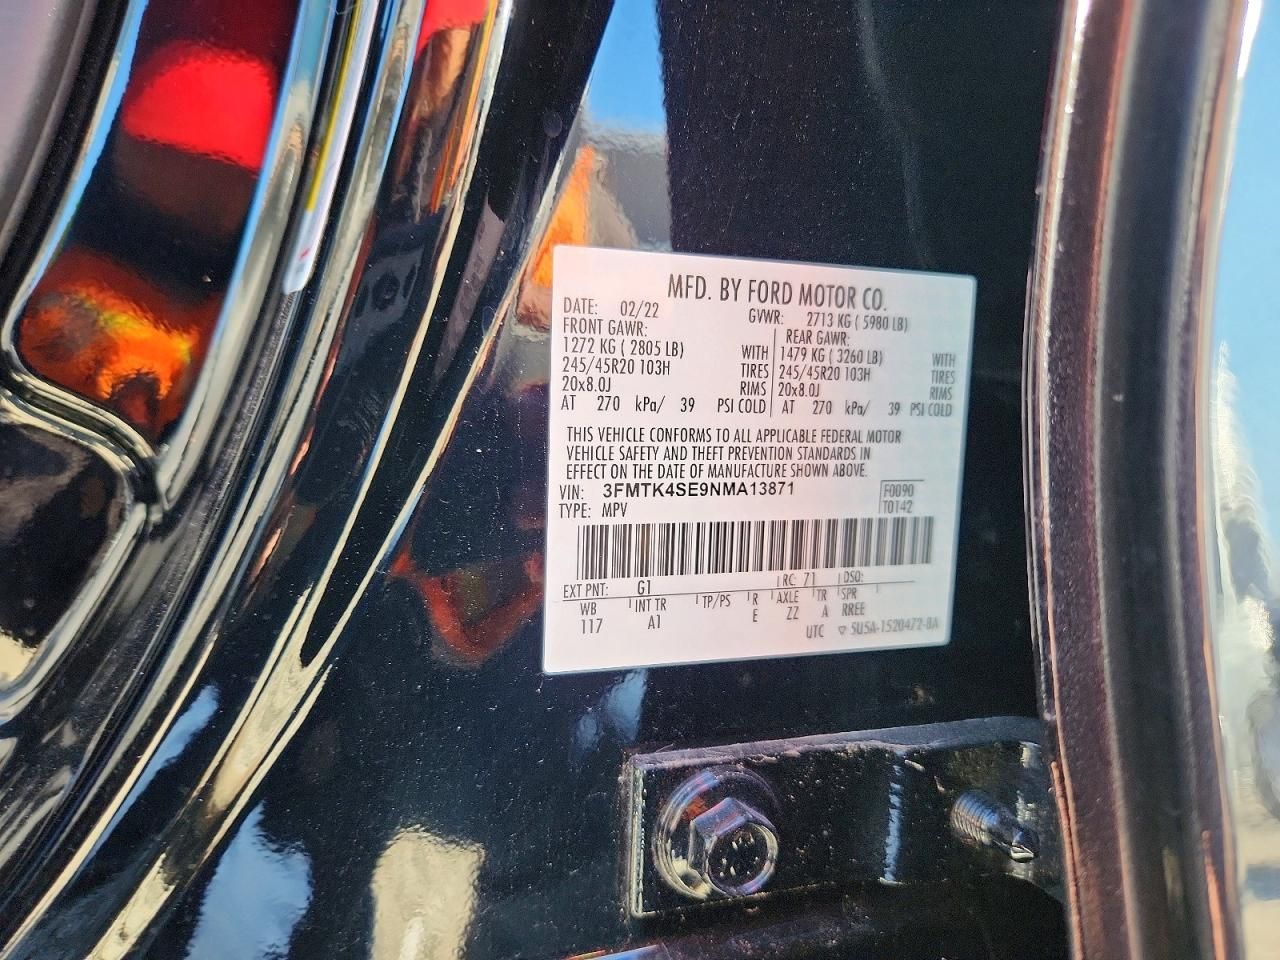 MFD. BY FORD MOTOR CO.
DATE: 02/22 GVWR: 2713 KG ( 5980 LB)
FRONT GAWR: REAR GAWR:
1272 KG ( 2805 LB) WITH 1479 KG ( 3260 LB) WITH
245/45R20 103H TIRES 245/45R20 103H TIRES
20x8.0J RIMS 20x8.0J RIMS
AT 270 kPa/ 39 PSI COLD AT 270 kPa/ 39 PSI COLD
THIS VEHICLE CONFORMS TO ALL APPLICABLE FEDERAL MOTOR
VEHICLE SAFETY AND THEFT PREVENTION STANDARDS IN
EFFECT ON THE DATE OF MANUFACTURE SHOWN ABOVE.
VIN: 3FMTK4SE9NMA13871 F0090
TYPE: MPV T0142
EXT PNT: G1 RC: 71 DSO:
WB INT TR TP/PS R AXLE TR SPR
117 A1 E ZZ A RREE
UTC ▽ SU5A-1520472-BA